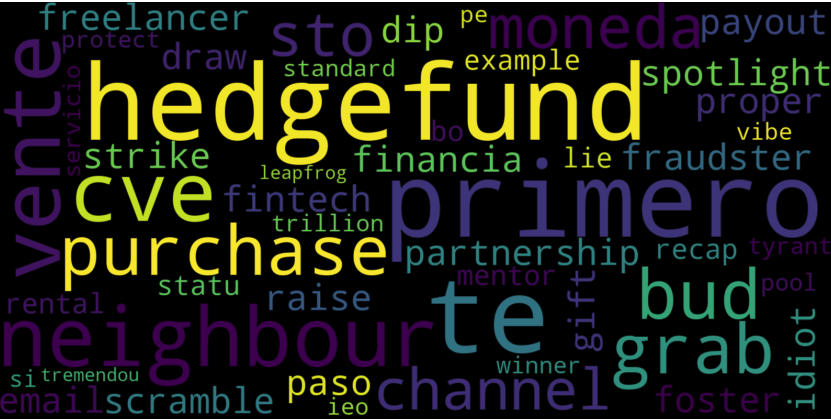 freelancer
protect
draw
sto
dip
pe
moneda
payout
standard
example
spotlight
vente
servicio
hedgefund
bo
proper
vibe
strike
financia
lie
fraudster
cve
leapfrog
fintech
primero
trillion
purchase
partnership
recap
tyrant
statu
mentor
pool
rental
raise
te
gift
bud
neighbour
grab
idiot
si
tremendou
winner
email
scramble
paso
ieo
channel
foster